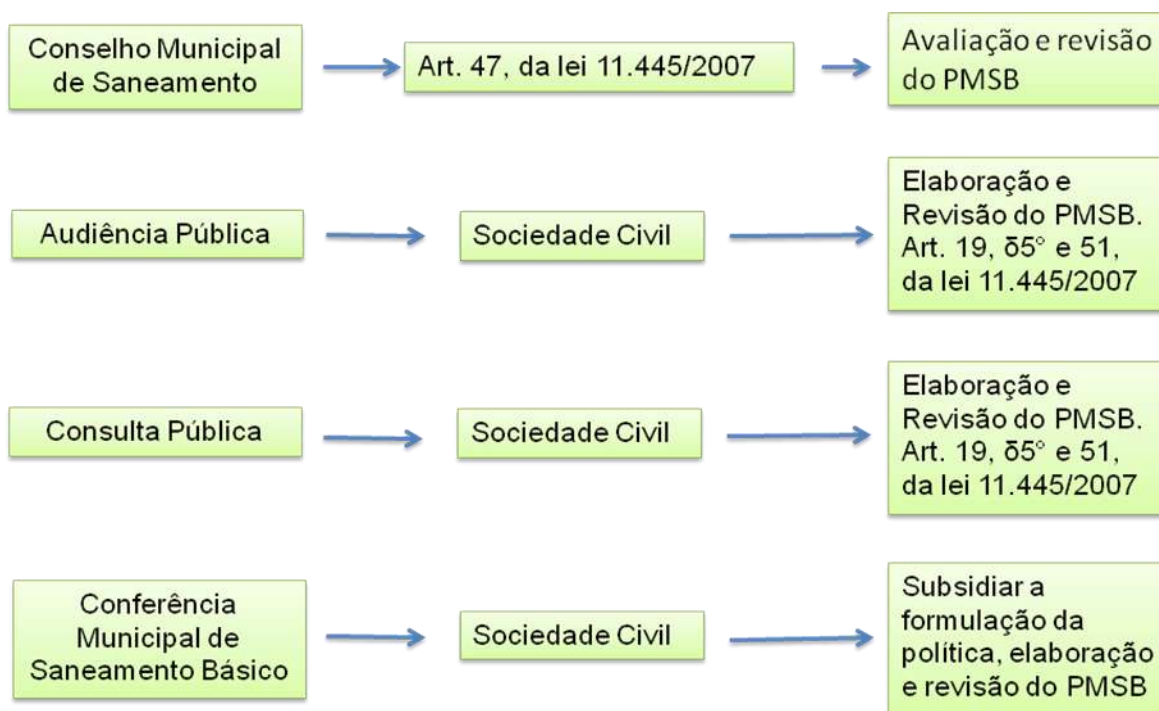 Conselho Municipal
de Saneamento
Art. 47, da lei 11.445/2007
Avaliação e revisão
do PMSB
Audiência Pública
Sociedade Civil
Elaboração e
Revisão do PMSB.
Art. 19, δ5° e 51,
da lei 11.445/2007
Consulta Pública
Sociedade Civil
Elaboração e
Revisão do PMSB.
Art. 19, δ5° e 51,
da lei 11.445/2007
Conferência
Municipal de
Saneamento Básico
Sociedade Civil
Subsidiar a
formulação da
política, elaboração
e revisão do PMSB